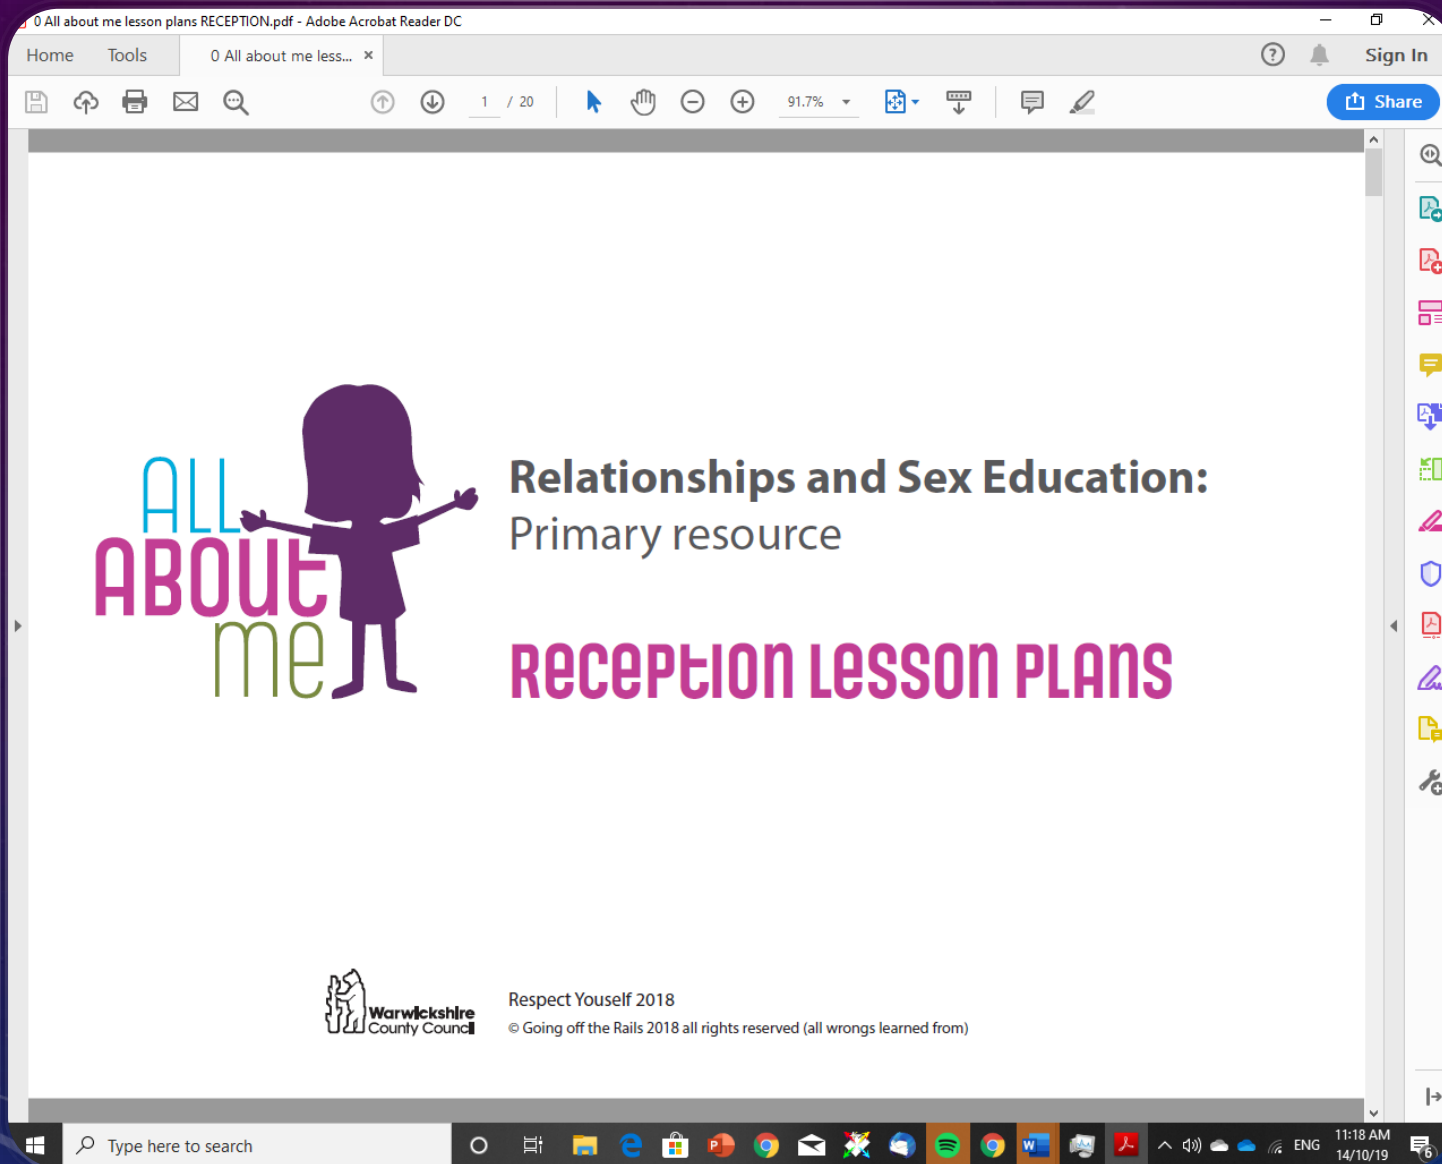 0 All about me lesson plans RECEPTION.pdf - Adobe Acrobat Reader DC
Home Tools 0 All about me less... × Sign In
1 / 20 91.7% Share
ALL
ABOUT
me
Relationships and Sex Education:
Primary resource
RECEPTION LESSON PLANS
Warwickshire
County Council
Respect Youself 2018
© Going off the Rails 2018 all rights reserved (all wrongs learned from)
Type here to search ENG 11:18 AM
14/10/19 6